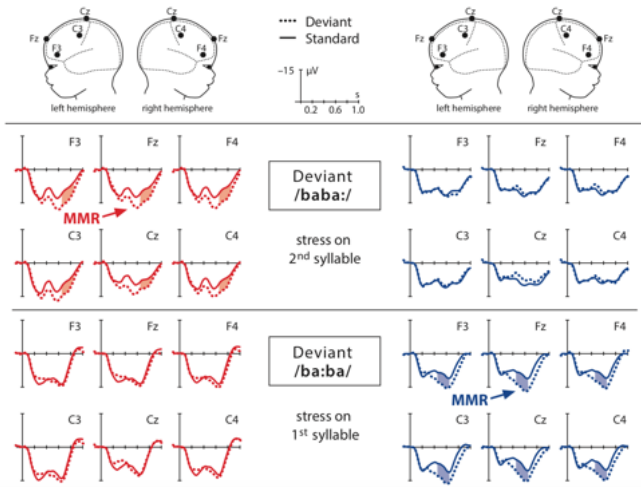 Cz Cz Cz Cz
C3 C4 C3 C4
Fz Fz Fz Fz
F3 F4 F3 F4
left hemisphere right hemisphere left hemisphere right hemisphere
Deviant
Standard
–15 µV
s
0.2 0.6 1.0
F3 Fz F4
MMR
C3 Cz C4
Deviant
/baba:/
stress on
2nd syllable
F3 Fz F4
C3 Cz C4
F3 Fz F4
C3 Cz C4
Deviant
/ba:ba/
stress on
1st syllable
F3 Fz F4
MMR
C3 Cz C4